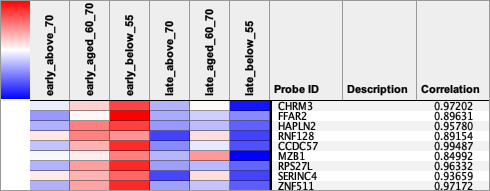 early_above_70
early_aged_60_70
early_below_55
late_above_70
late_aged_60_70
late_below_55
Probe ID Description Correlation
CHRM3 0.97202
FFAR2 0.89631
HAPLN2 0.95780
RNF128 0.89154
CCDC57 0.99487
MZB1 0.84992
RPS27L 0.96332
SERINC4 0.93659
ZNF511 0.97172